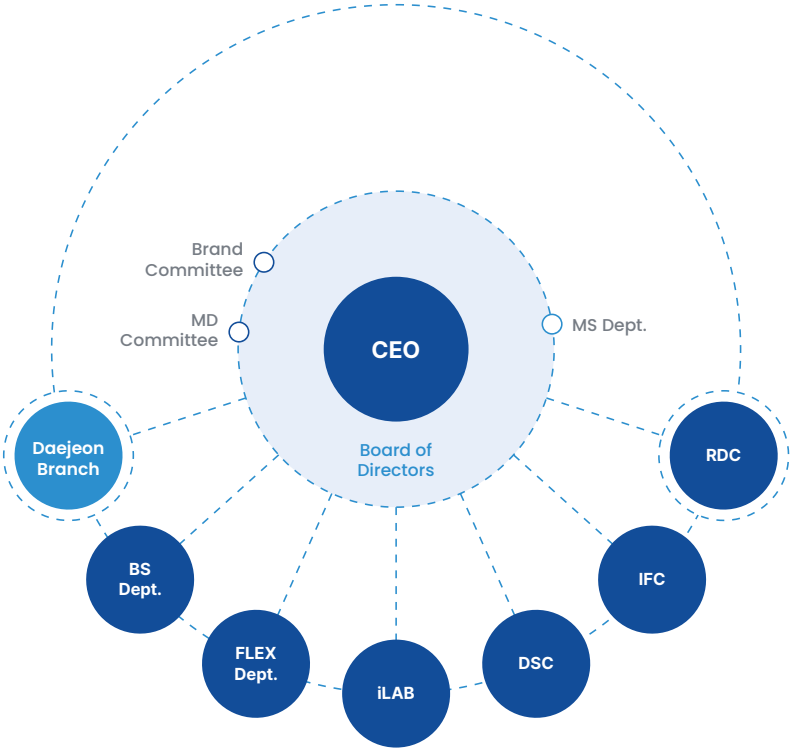 Brand
Committee
MD
Committee
CEO
MS Dept.
Board of
Directors
Daejeon
Branch
RDC
BS
Dept.
IFC
FLEX
Dept.
DSC
iLAB